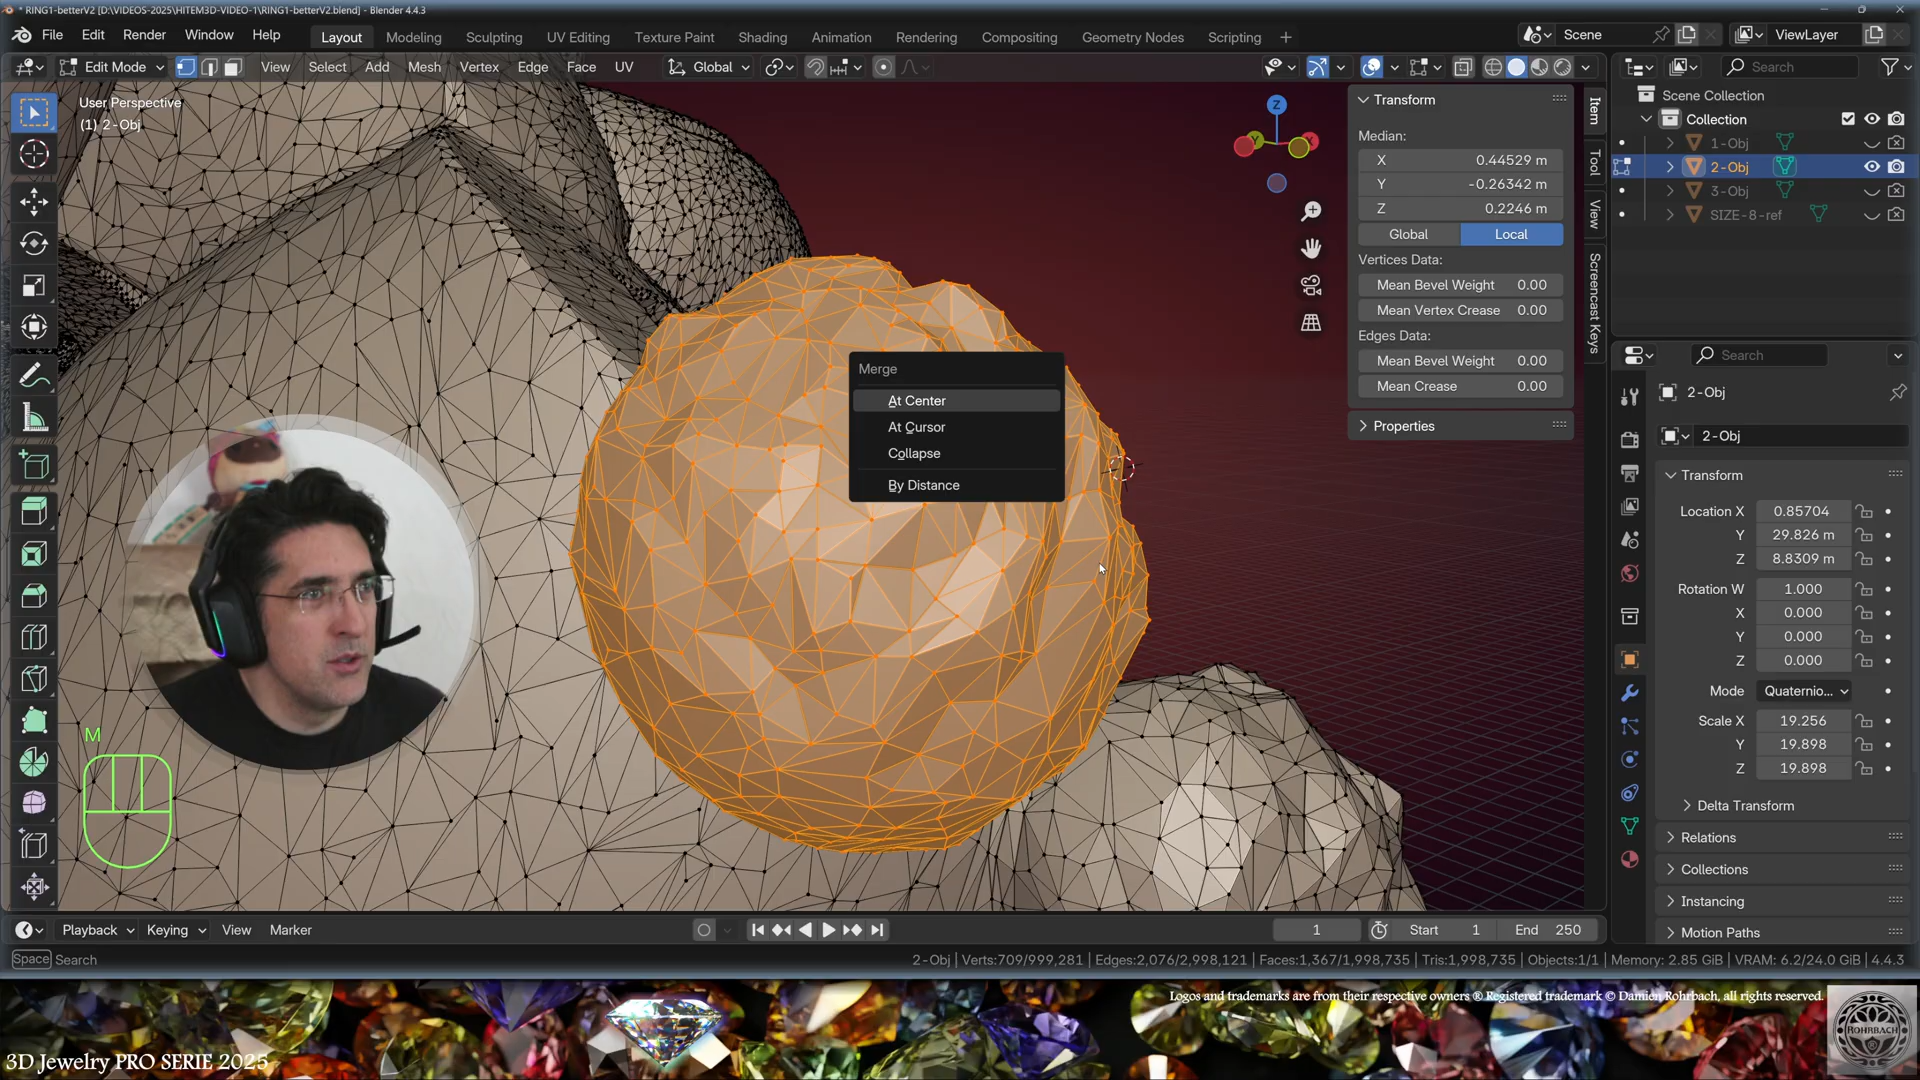 * RING1-betterV2 [D:\VIDEOS-2025\HITEM3D-VIDEO-1\RING1-betterV2.blend] - Blender 4.4.3
File Edit Render Window Help Layout Modeling Sculpting UV Editing Texture Paint Shading Animation Rendering Compositing Geometry Nodes Scripting Scene ViewLayer
Edit Mode View Select Add Mesh Vertex Edge Face UV Global Search
User Perspective
(1) 2-Obj
Transform
Median:
X 0.44529 m
Y -0.26342 m
Z 0.2246 m
Global Local
Vertices Data:
Mean Bevel Weight 0.00
Mean Vertex Crease 0.00
Edges Data:
Mean Bevel Weight 0.00
Mean Crease 0.00
Properties
Item
Tool
View
Screencast Keys
Z
Y
X
Scene Collection
Collection
1-Obj
2-Obj
3-Obj
SIZE-8-ref
Merge
At Center
At Cursor
Collapse
By Distance
Search
2-Obj
2-Obj
Transform
Location X 0.85704
Y 29.826 m
Z 8.8309 m
Rotation W 1.000
X 0.000
Y 0.000
Z 0.000
Mode Quaternio...
Scale X 19.256
Y 19.898
Z 19.898
Delta Transform
Relations
Collections
Instancing
Motion Paths
M
Playback Keying View Marker 1 Start 1 End 250
Space Search
2-Obj | Verts:709/999,281 | Edges:2,076/2,998,121 | Faces:1,367/1,998,735 | Tris:1,998,735 | Objects:1/1 | Memory: 2.85 GiB | VRAM: 6.2/24.0 GiB | 4.4.3
Logos and trademarks are from their respective owners ® Registered trademark © Damien Rohrbach, all rights reserved.
3D Jewelry PRO SERIE 2025
ROHRBACH
®